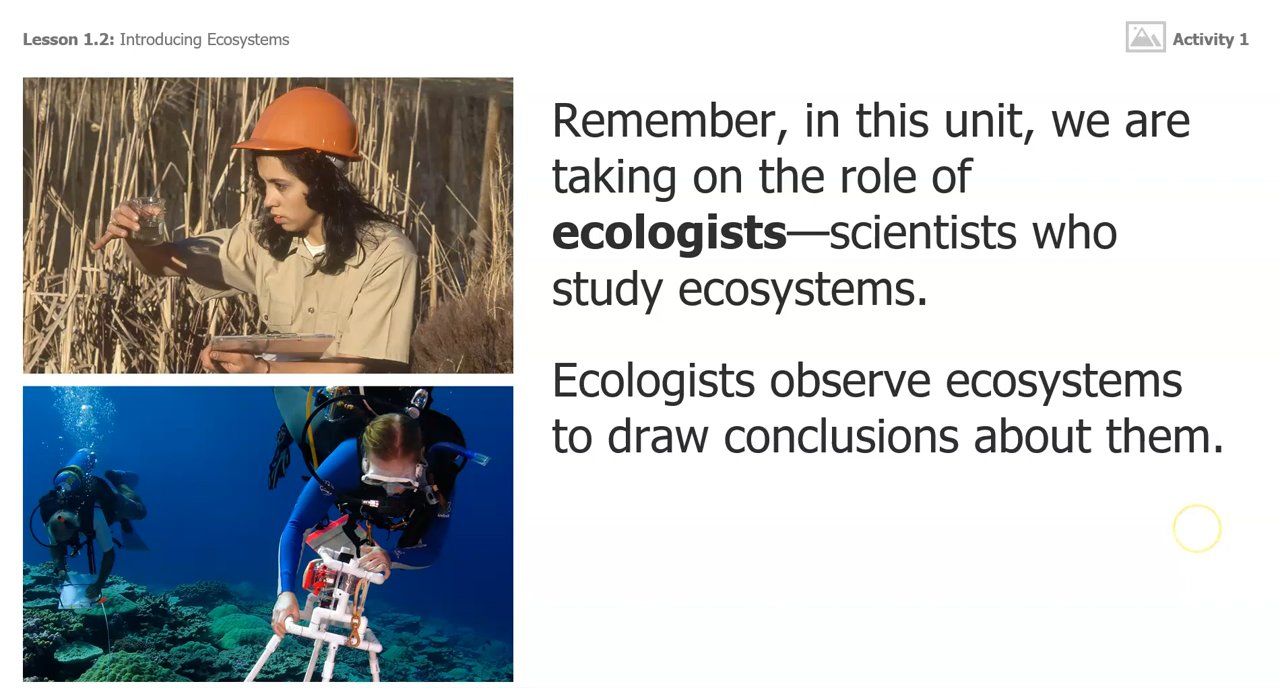 Lesson 1.2: Introducing Ecosystems
Activity 1
Remember, in this unit, we are
taking on the role of
ecologists—scientists who
study ecosystems.
Ecologists observe ecosystems
to draw conclusions about them.